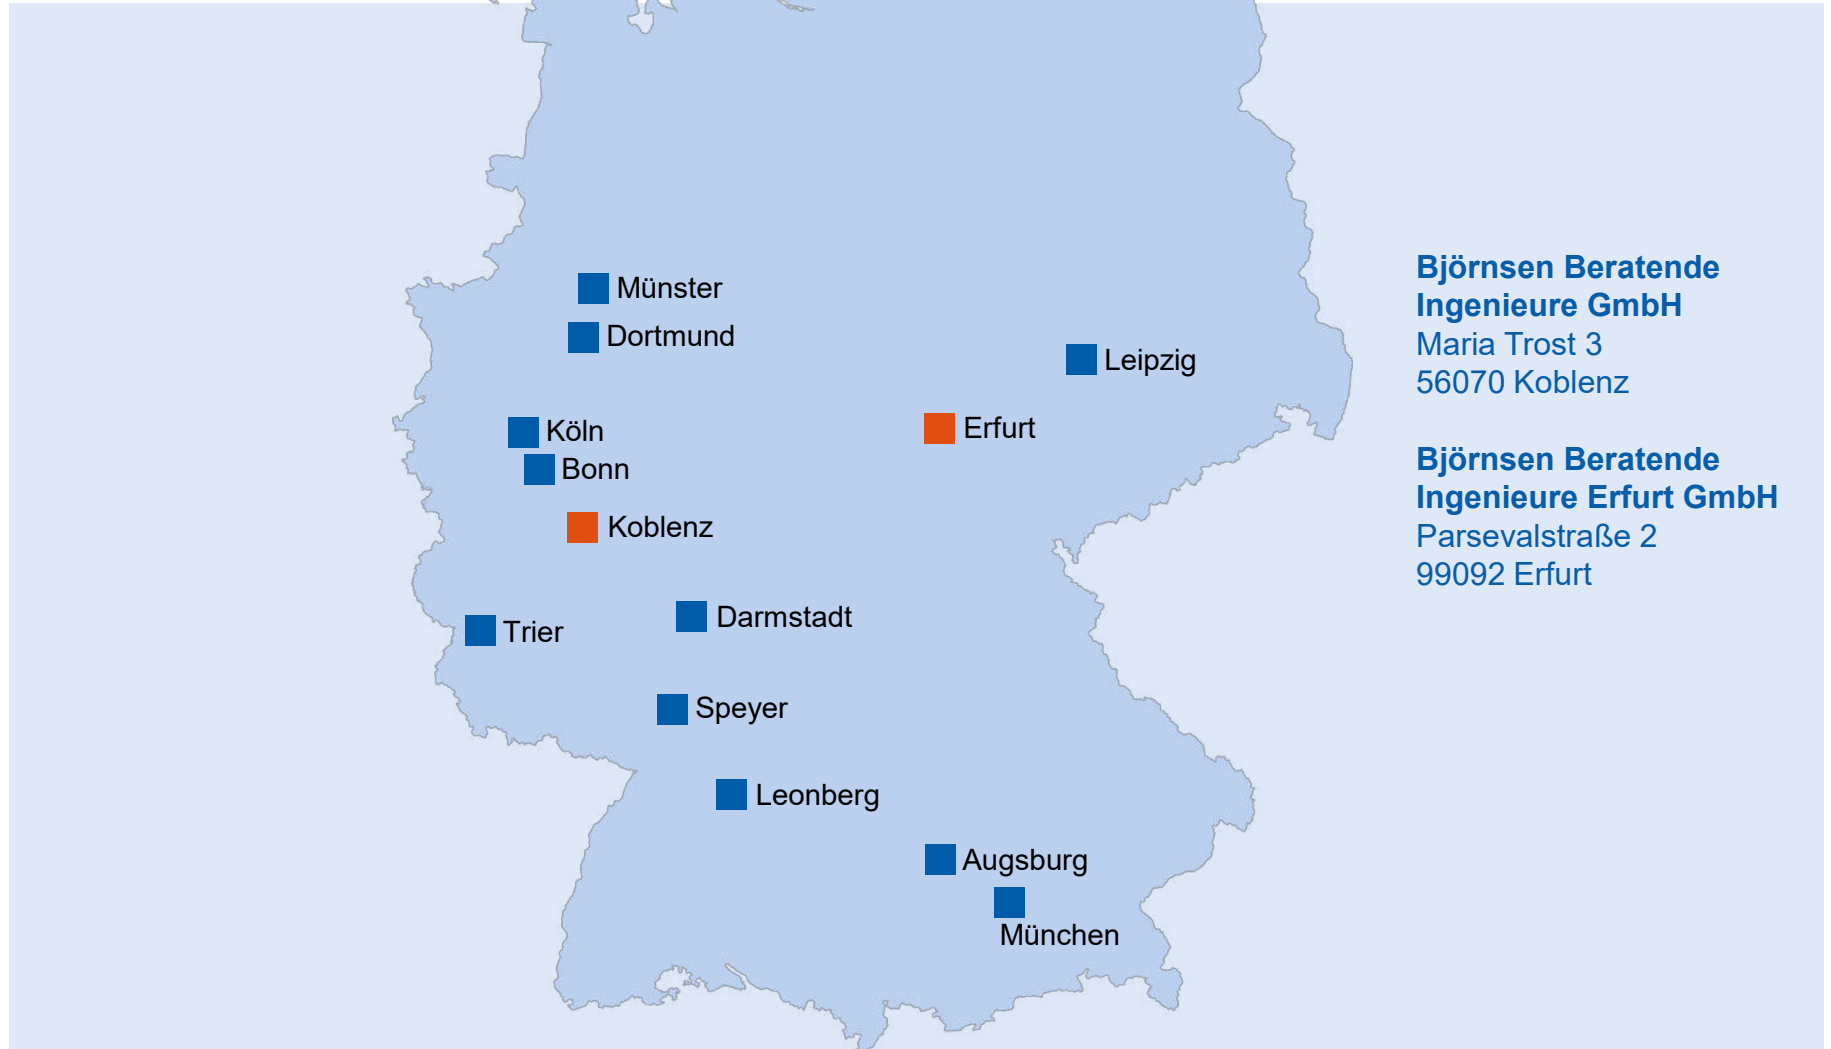 Münster
Dortmund
Leipzig
Erfurt
Köln
Bonn
Koblenz
Darmstadt
Trier
Speyer
Leonberg
Augsburg
München
Björnsen Beratende
Ingenieure GmbH
Maria Trost 3
56070 Koblenz
Björnsen Beratende
Ingenieure Erfurt GmbH
Parsevalstraße 2
99092 Erfurt